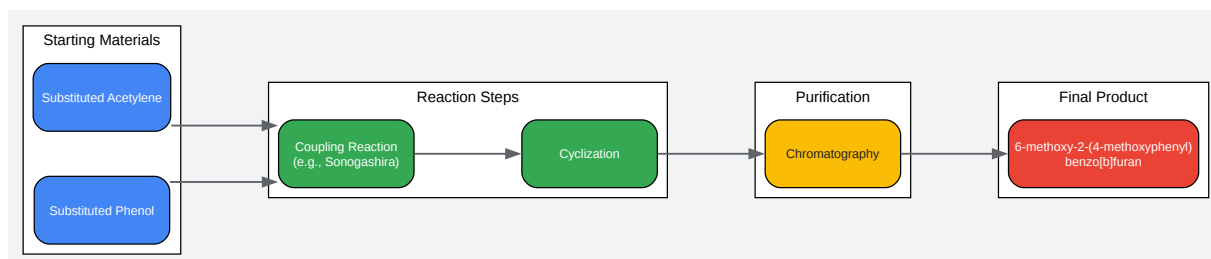 Starting Materials
Substituted Acetylene
Substituted Phenol
Reaction Steps
Coupling Reaction
(e.g., Sonogashira)
Cyclization
Purification
Chromatography
Final Product
6-methoxy-2-(4-methoxyphenyl)
benzo[b]furan